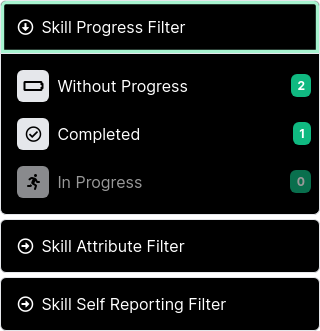 Skill Progress Filter
Without Progress 2
Completed 1
In Progress 0
Skill Attribute Filter
Skill Self Reporting Filter